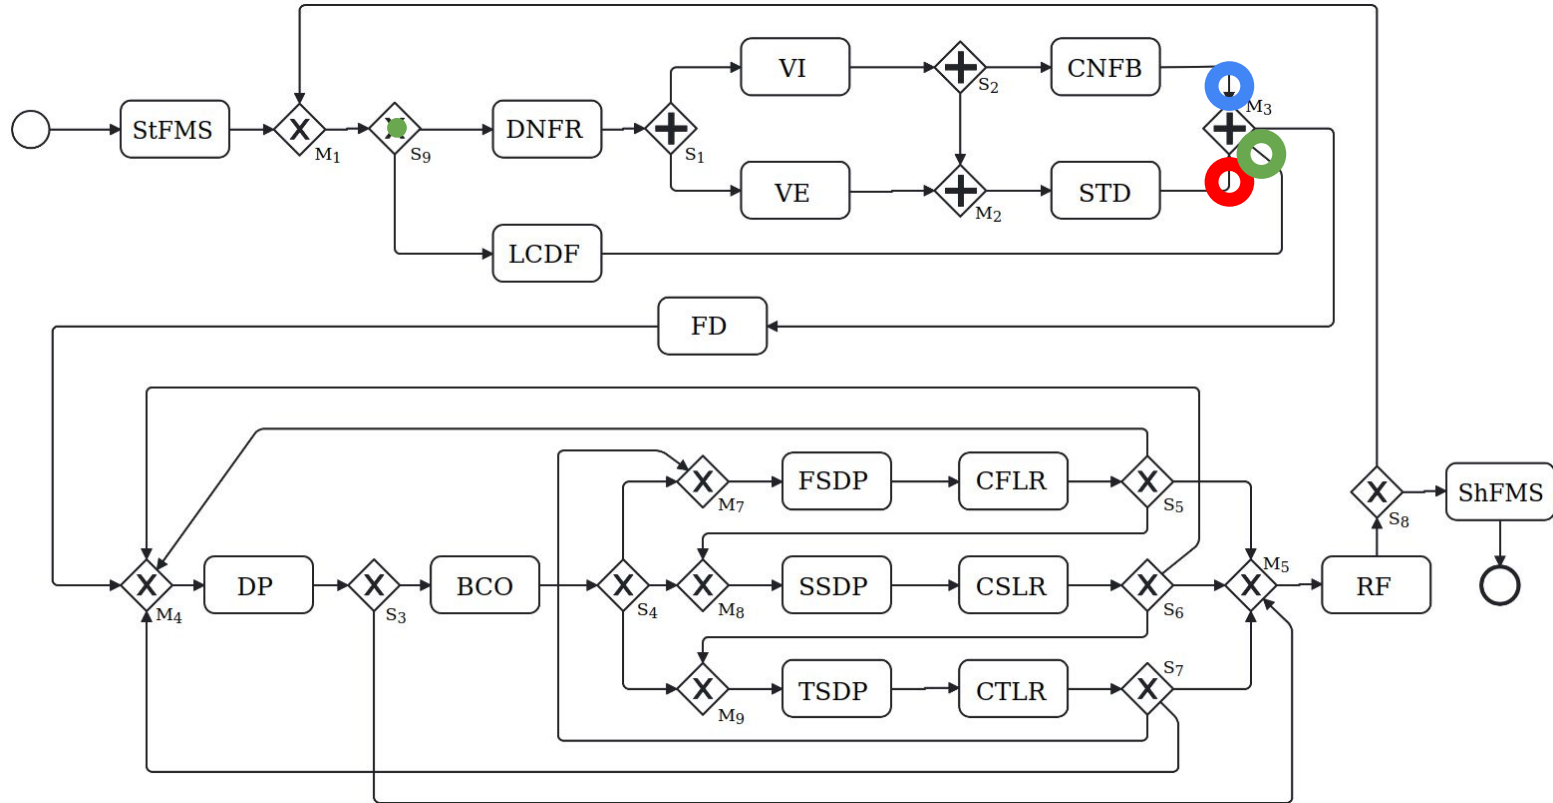 VI
CNFB
S2
M3
StFMS
DNFR
M1
S9
S1
VE
STD
M2
LCDF
FD
FSDP
CFLR
M7
S5
ShFMS
S8
DP
BCO
SSDP
CSLR
M5
RF
M4
S3
S4
M8
S6
TSDP
CTLR
S7
M9